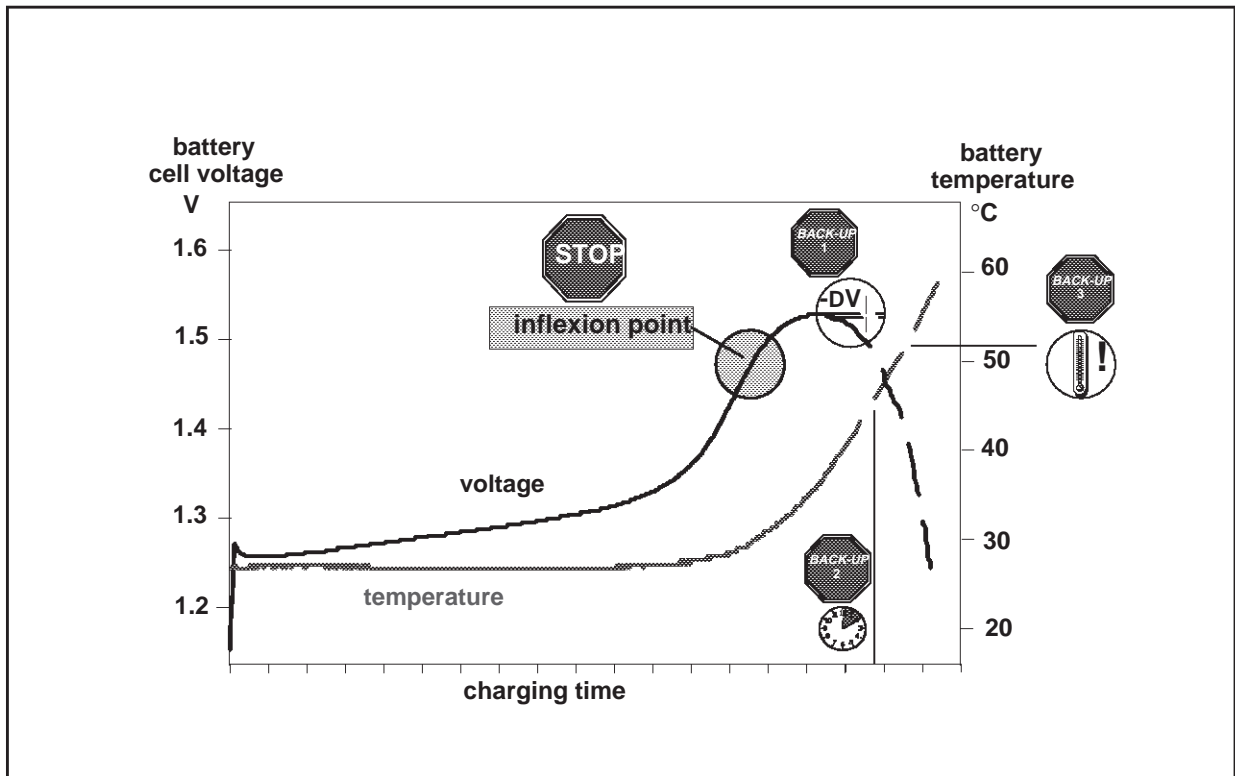 battery
cell voltage
V
battery
temperature
°C
1.6
1.5
1.4
1.3
1.2
60
50
40
30
20
STOP
inflexion point
BACK-UP
1
-DV
BACK-UP
3
!
voltage
temperature
BACK-UP
2
charging time